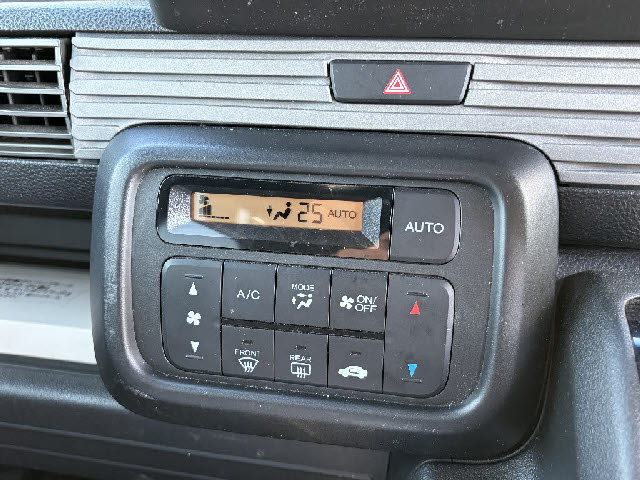 25 AUTO
AUTO
A/C
MODE
ON/
OFF
FRONT
REAR